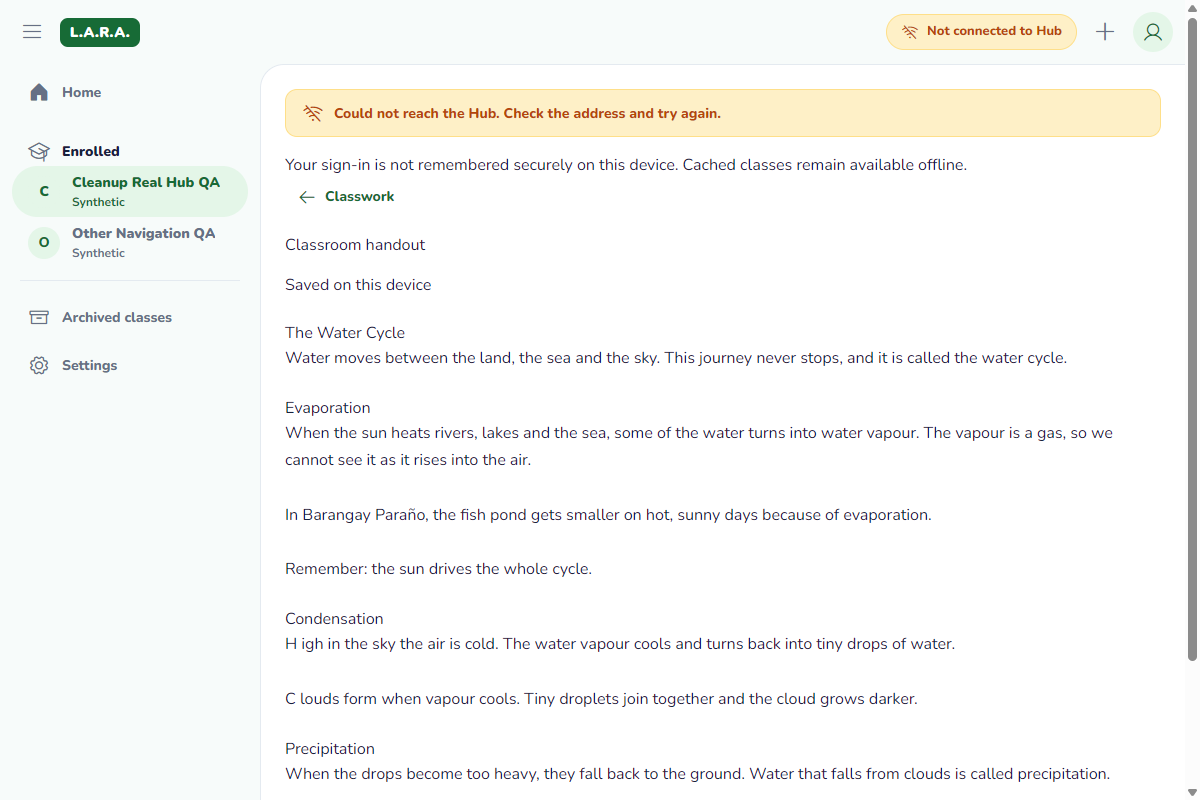 L.A.R.A.
Not connected to Hub
Home
Enrolled
C
Cleanup Real Hub QA
Synthetic
O
Other Navigation QA
Synthetic
Archived classes
Settings
Could not reach the Hub. Check the address and try again.
Your sign-in is not remembered securely on this device. Cached classes remain available offline.
Classwork
Classroom handout
Saved on this device
The Water Cycle
Water moves between the land, the sea and the sky. This journey never stops, and it is called the water cycle.
Evaporation
When the sun heats rivers, lakes and the sea, some of the water turns into water vapour. The vapour is a gas, so we
cannot see it as it rises into the air.
In Barangay Paraño, the fish pond gets smaller on hot, sunny days because of evaporation.
Remember: the sun drives the whole cycle.
Condensation
H igh in the sky the air is cold. The water vapour cools and turns back into tiny drops of water.
C louds form when vapour cools. Tiny droplets join together and the cloud grows darker.
Precipitation
When the drops become too heavy, they fall back to the ground. Water that falls from clouds is called precipitation.